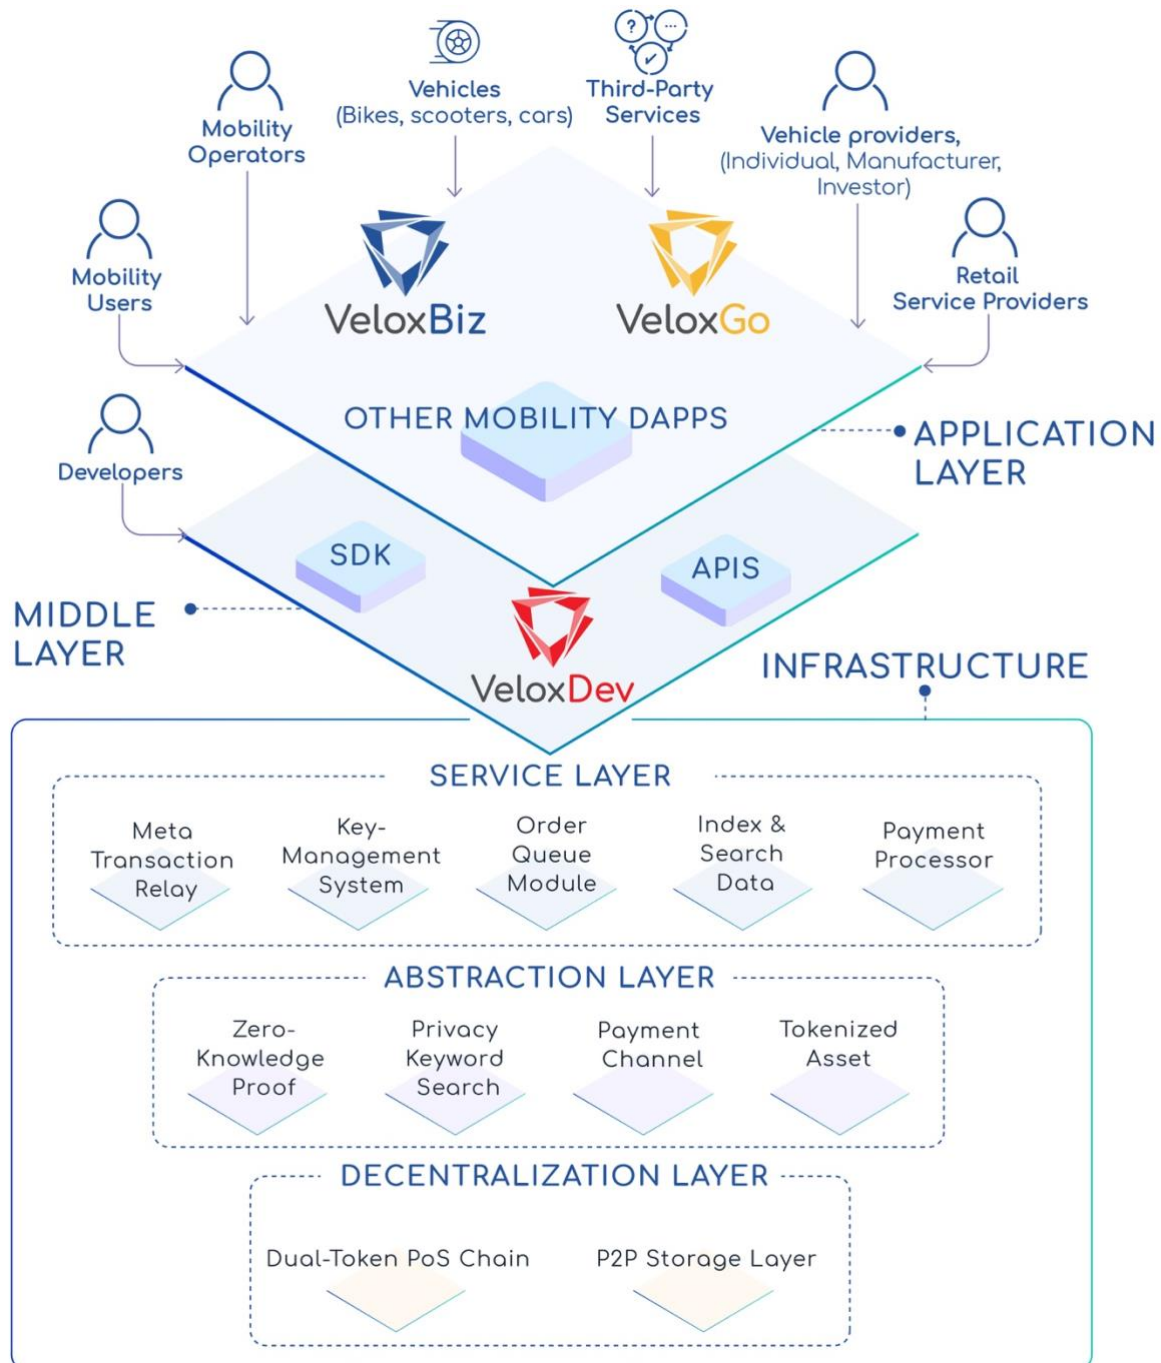 Vehicles
(Bikes, scooters, cars)
Third-Party
Services
?
...
Mobility
Operators
Vehicle providers,
(Individual, Manufacturer,
Investor)
Mobility
Users
Retail
Service Providers
VeloxBiz
VeloxGo
OTHER MOBILITY DAPPS
APPLICATION
LAYER
Developers
SDK
APIS
MIDDLE
LAYER
VeloxDev
INFRASTRUCTURE
SERVICE LAYER
Meta
Transaction
Relay
Key-
Management
System
Order
Queue
Module
Index &
Search
Data
Payment
Processor
ABSTRACTION LAYER
Zero-
Knowledge
Proof
Privacy
Keyword
Search
Payment
Channel
Tokenized
Asset
DECENTRALIZATION LAYER
Dual-Token PoS Chain
P2P Storage Layer